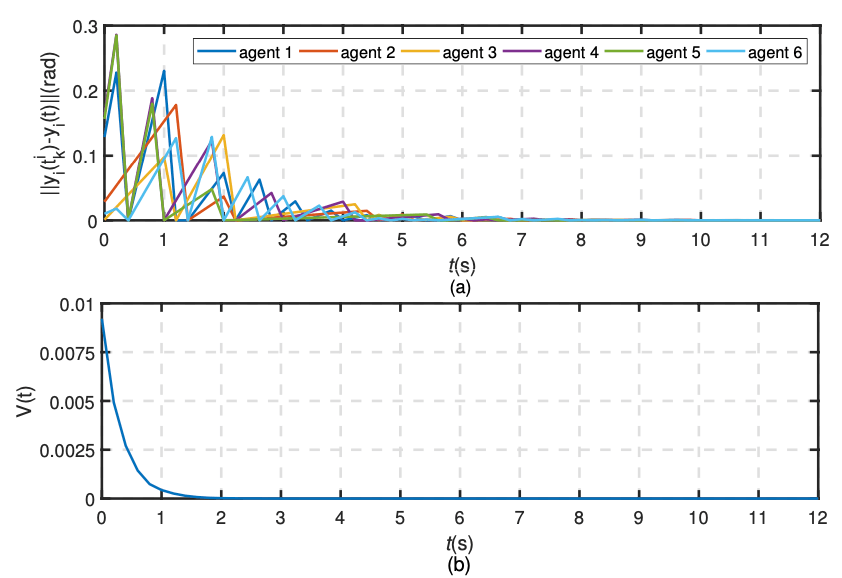 0.3
agent 1 agent 2 agent 3 agent 4 agent 5 agent 6
0.2
0.1
0
||y_i(t_k^i)-y_i(t)||(rad)
0 1 2 3 4 5 6 7 8 9 10 11 12
t(s)
(a)
0.01
0.0075
0.005
0.0025
0
V(t)
0 1 2 3 4 5 6 7 8 9 10 11 12
t(s)
(b)